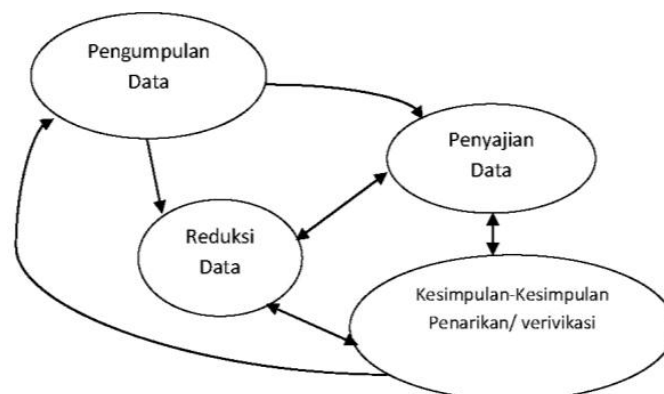 Pengumpulan
Data
Penyajian
Data
Reduksi
Data
Kesimpulan-Kesimpulan
Penarikan/ verivikasi